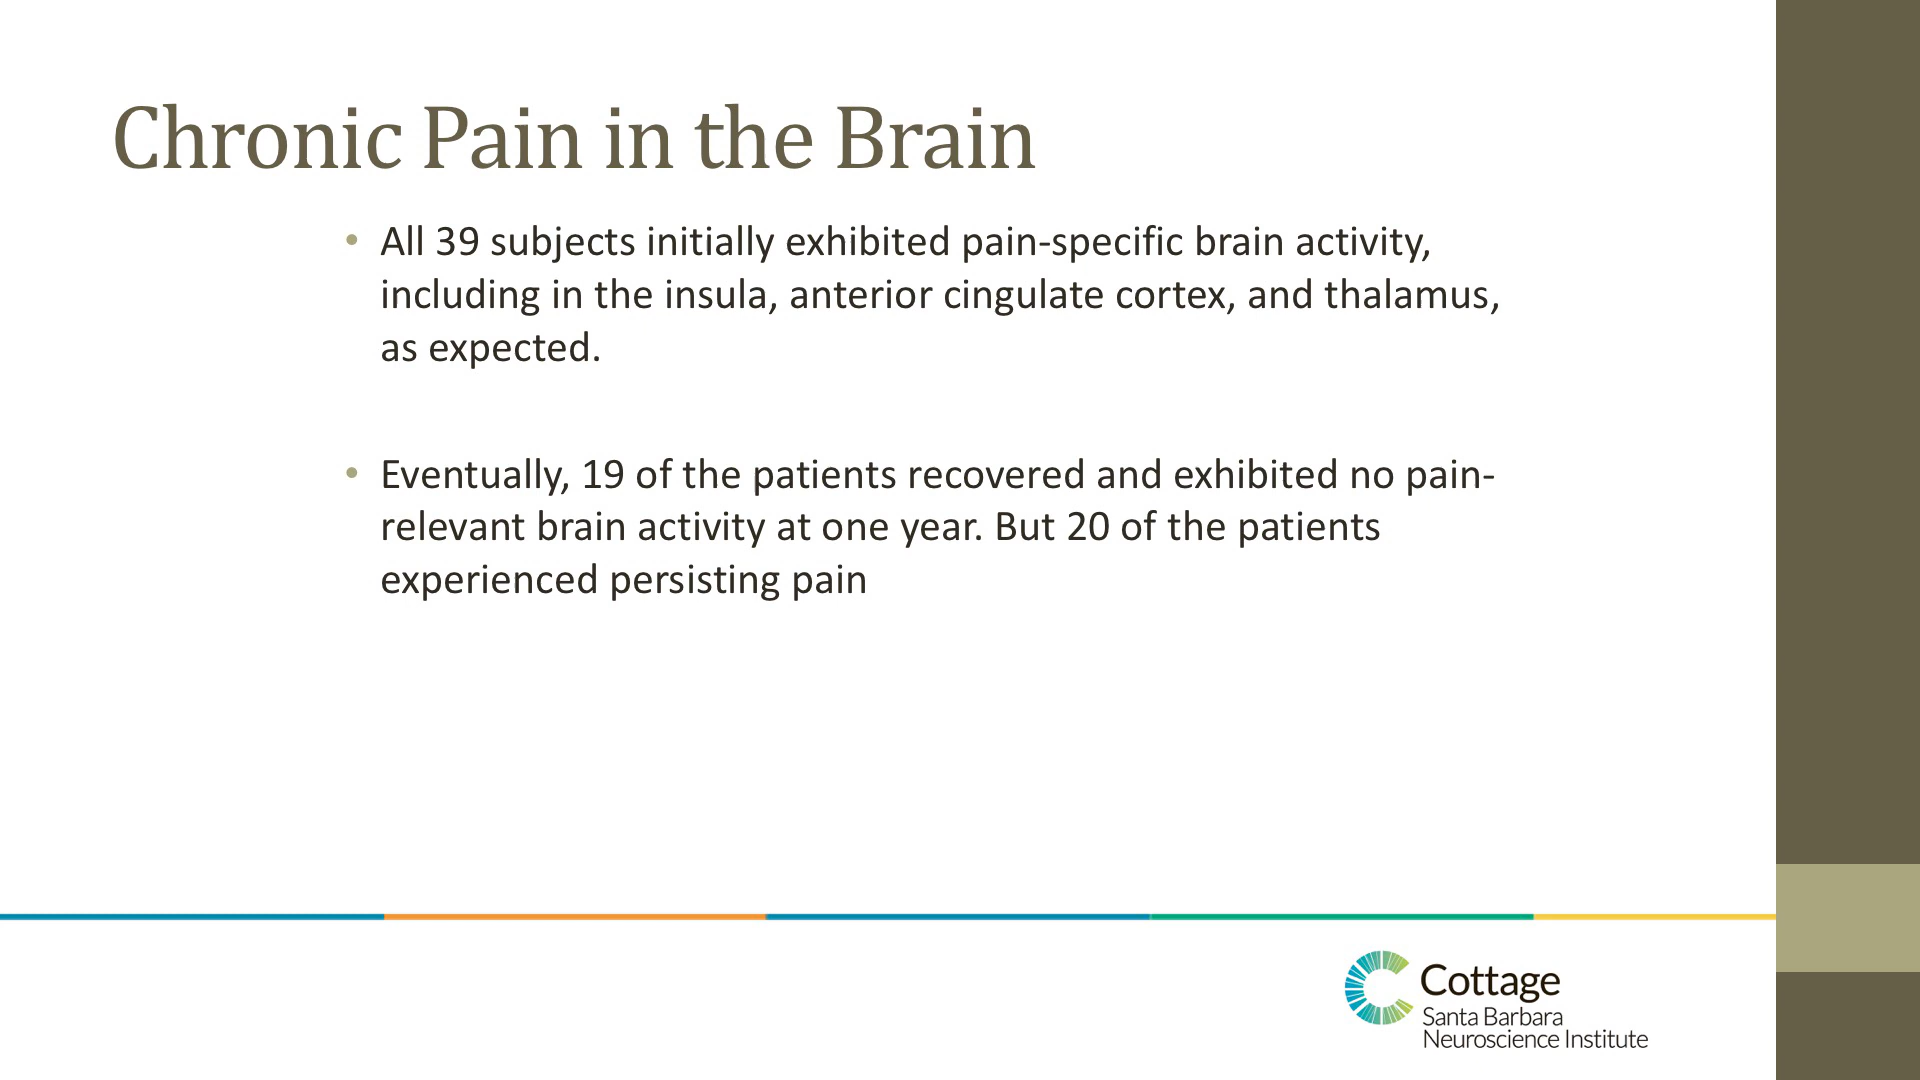 Chronic Pain in the Brain
• All 39 subjects initially exhibited pain-specific brain activity,
including in the insula, anterior cingulate cortex, and thalamus,
as expected.
• Eventually, 19 of the patients recovered and exhibited no pain-
relevant brain activity at one year. But 20 of the patients
experienced persisting pain
Cottage
Santa Barbara
Neuroscience Institute